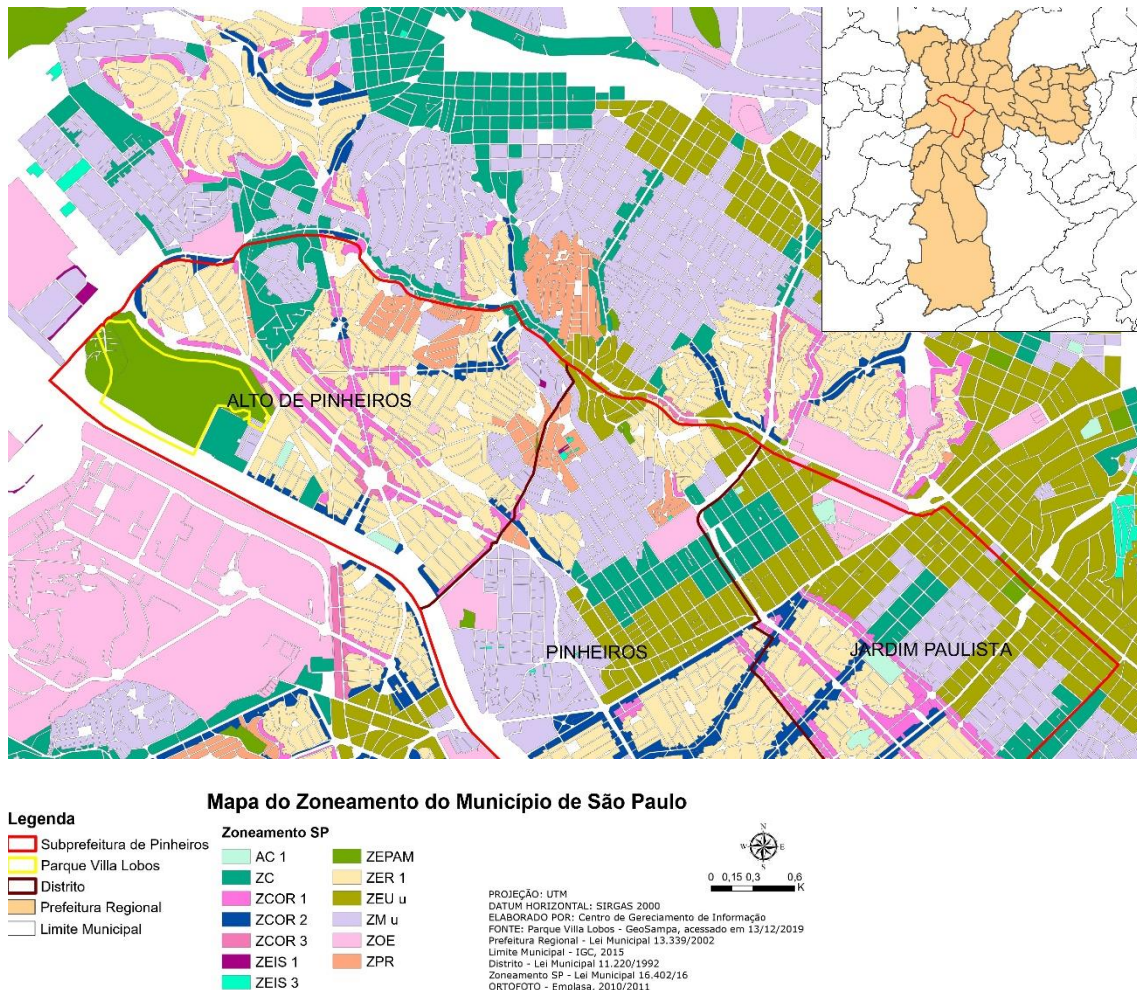 ALTO DE PINHEIROS
PINHEIROS
JARDIM PAULISTA
Mapa do Zoneamento do Município de São Paulo
Legenda
Subprefeitura de Pinheiros
Parque Villa Lobos
Distrito
Prefeitura Regional
Limite Municipal
Zoneamento SP
AC 1
ZC
ZCOR 1
ZCOR 2
ZCOR 3
ZEIS 1
ZEIS 3
ZEPAM
ZER 1
ZEU u
ZM u
ZOE
ZPR
N
W E
S
0 0,15 0,3 0,6
K
PROJEÇÃO: UTM
DATUM HORIZONTAL: SIRGAS 2000
ELABORADO POR: Centro de Gereciamento de Informação
FONTE: Parque Villa Lobos - GeoSampa, acessado em 13/12/2019
Prefeitura Regional - Lei Municipal 13.339/2002
Limite Municipal - IGC, 2015
Distrito - Lei Municipal 11.220/1992
Zoneamento SP - Lei Municipal 16.402/16
ORTOFOTO - Emplasa, 2010/2011